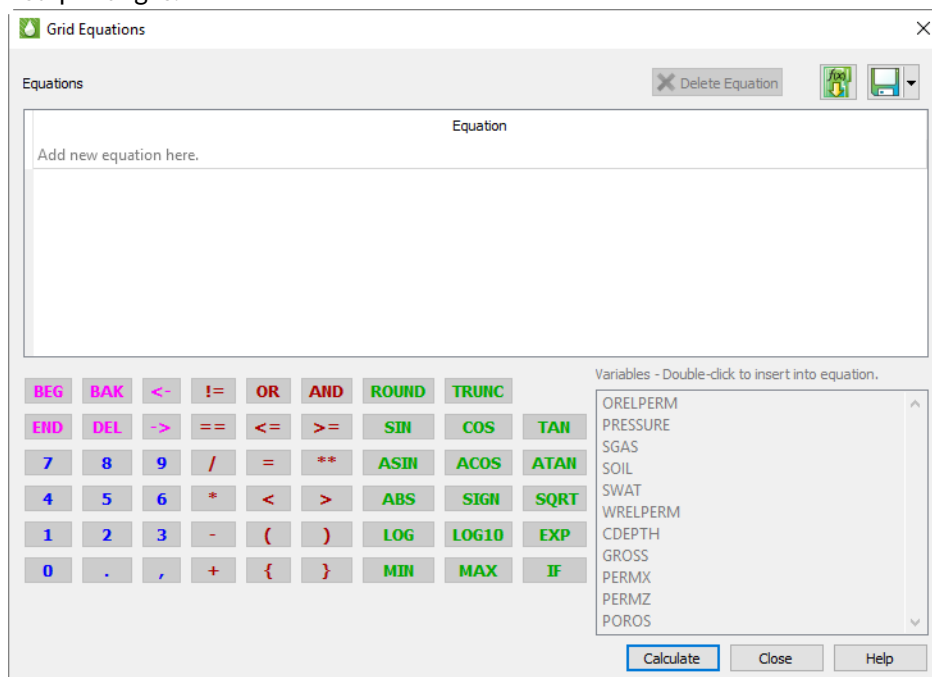 Grid Equations
Equations
Delete Equation
f(x)
Equation
Add new equation here.
Variables - Double-click to insert into equation.
BEG BAK <- != OR AND ROUND TRUNC
END DEL -> == <= >= SIN COS TAN
7 8 9 / = ** ASIN ACOS ATAN
4 5 6 * < > ABS SIGN SQRT
1 2 3 - ( ) LOG LOG10 EXP
0 . , + { } MIN MAX IF
ORELPERM
PRESSURE
SGAS
SOIL
SWAT
WRELPERM
CDEPTH
GROSS
PERMX
PERMZ
POROS
Calculate Close Help